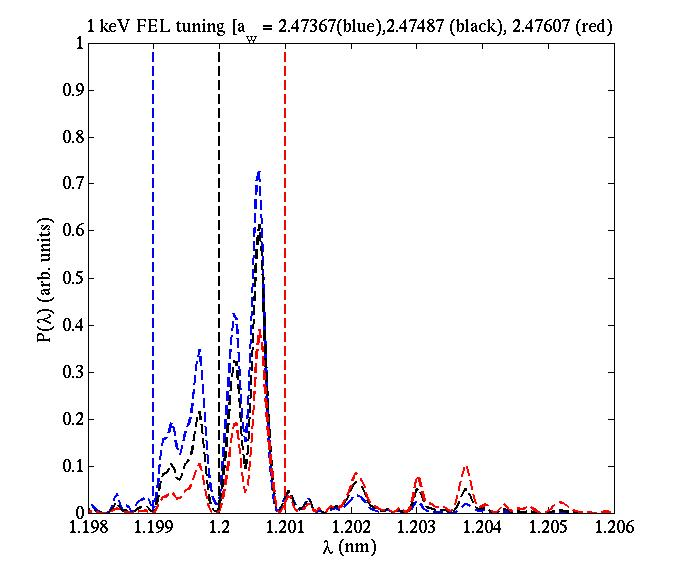 1 keV FEL tuning [a_w = 2.47367(blue),2.47487 (black), 2.47607 (red)
1
0.9
0.8
0.7
0.6
0.5
0.4
0.3
0.2
0.1
0
P(λ) (arb. units)
1.198 1.199 1.2 1.201 1.202 1.203 1.204 1.205 1.206
λ (nm)